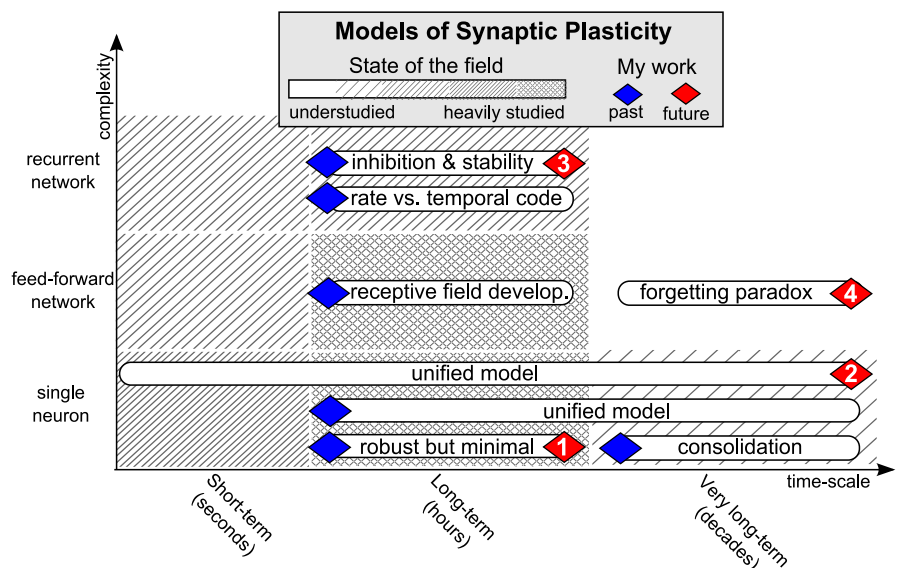 Models of Synaptic Plasticity
State of the field
My work
understudied
heavily studied
past
future
complexity
recurrent
network
inhibition & stability
3
rate vs. temporal code
feed-forward
network
receptive field develop.
forgetting paradox
4
single
neuron
unified model
2
unified model
robust but minimal
1
consolidation
time-scale
Short-term
(seconds)
Long-term
(hours)
Very long-term
(decades)